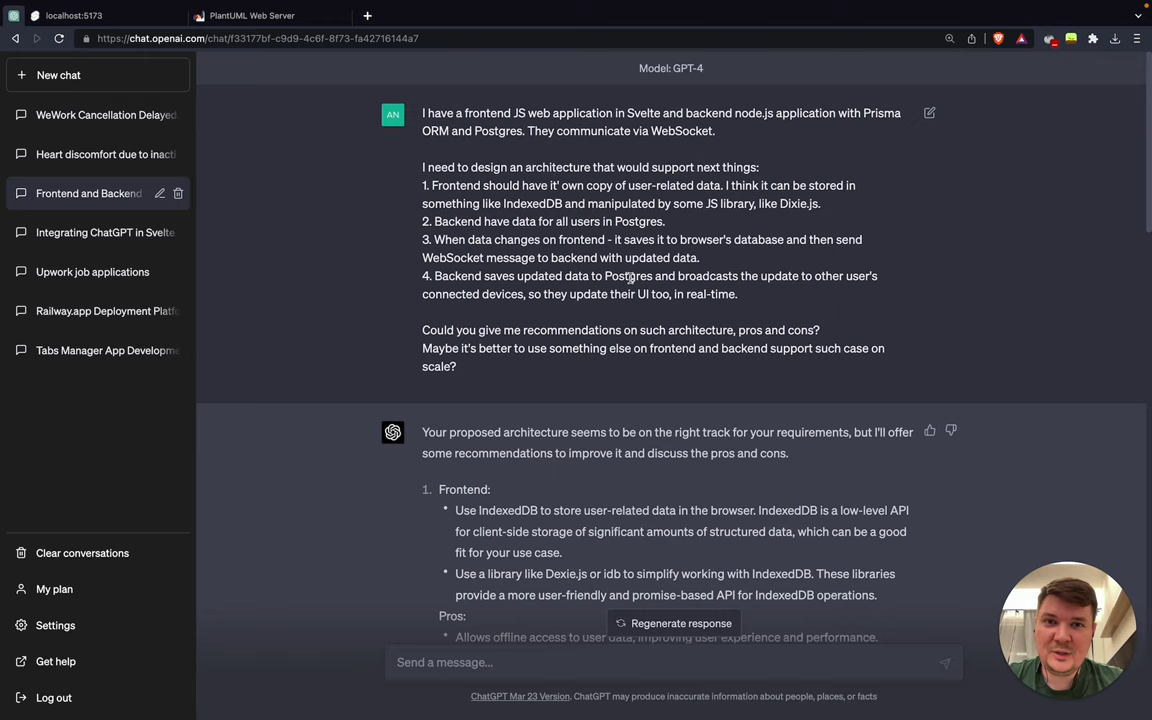 localhost:5173
PlantUML Web Server
https://chat.openai.com/chat/f33177bf-c9d9-4c6f-8f73-fa42716144a7
New chat
WeWork Cancellation Delayed.
Heart discomfort due to inacti
Frontend and Backend
Integrating ChatGPT in Svelte
Upwork job applications
Railway.app Deployment Platfo
Tabs Manager App Developme
Clear conversations
My plan
Settings
Get help
Log out
Model: GPT-4
AN
I have a frontend JS web application in Svelte and backend node.js application with Prisma
ORM and Postgres. They communicate via WebSocket.
I need to design an architecture that would support next things:
1. Frontend should have it' own copy of user-related data. I think it can be stored in
something like IndexedDB and manipulated by some JS library, like Dixie.js.
2. Backend have data for all users in Postgres.
3. When data changes on frontend - it saves it to browser's database and then send
WebSocket message to backend with updated data.
4. Backend saves updated data to Postgres and broadcasts the update to other user's
connected devices, so they update their UI too, in real-time.
Could you give me recommendations on such architecture, pros and cons?
Maybe it's better to use something else on frontend and backend support such case on
scale?
Your proposed architecture seems to be on the right track for your requirements, but I'll offer
some recommendations to improve it and discuss the pros and cons.
1. Frontend:
• Use IndexedDB to store user-related data in the browser. IndexedDB is a low-level API
for client-side storage of significant amounts of structured data, which can be a good
fit for your use case.
• Use a library like Dexie.js or idb to simplify working with IndexedDB. These libraries
provide a more user-friendly and promise-based API for IndexedDB operations.
Pros:
• Allows offline access to user data, improving user experience and performance.
Regenerate response
Send a message...
ChatGPT Mar 23 Version. ChatGPT may produce inaccurate information about people, places, or facts